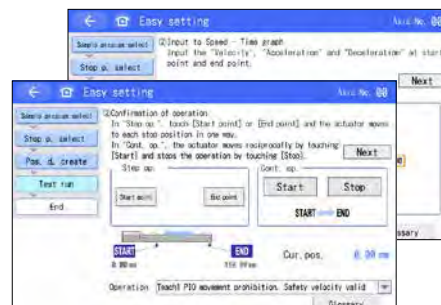 Easy setting
Axis No. 00
Simple program select
②Input to Speed - Time graph
Input the "Velocity", "Acceleration" and "Deceleration" at start
point and end point.
Stop p. select
Next
Easy setting
Axis No. 00
Simple program select
②Confirmation of operation
In "Step op.", touch [Start point] or [End point] and the actuator moves
to each stop position in one way.
In "Cont. op.", the actuator moves reciprocally by touching
[Start] and stops the operation by touching [Stop].
Next
Stop p. select
Pos. d. create
Test run
End
Step op.
Start point
End point
Cont. op.
Start
Stop
START
END
START
END
0.00 mm
Cur. pos.
0.00 mm
Operation
Teach1 PIO movement prohibition. Safety velocity valid
Glossary
ssary